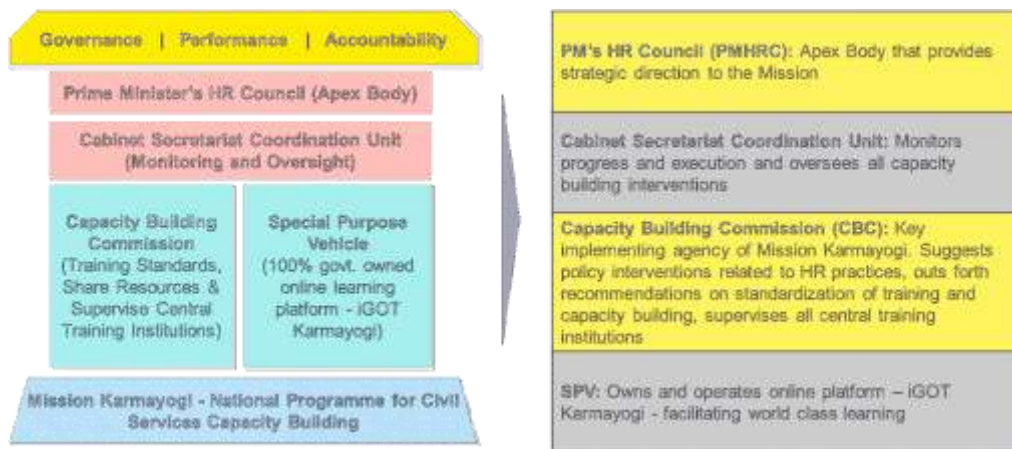 Governance | Performance | Accountability
Prime Minister's HR Council (Apex Body)
Cabinet Secretariat Coordination Unit
(Monitoring and Oversight)
Capacity Building
Commission
(Training Standards,
Share Resources &
Supervise Central
Training Institutions)
Special Purpose
Vehicle
(100% govt. owned
online learning
platform - iGOT
Karmayogi)
Mission Karmayogi - National Programme for Civil
Services Capacity Building
PM's HR Council (PMHRC): Apex Body that provides
strategic direction to the Mission
Cabinet Secretariat Coordination Unit: Monitors
progress and execution and oversees all capacity
building interventions
Capacity Building Commission (CBC): Key
implementing agency of Mission Karmayogi. Suggests
policy interventions related to HR practices, outs forth
recommendations on standardization of training and
capacity building, supervises all central training
institutions
SPV: Owns and operates online platform – iGOT
Karmayogi - facilitating world class learning